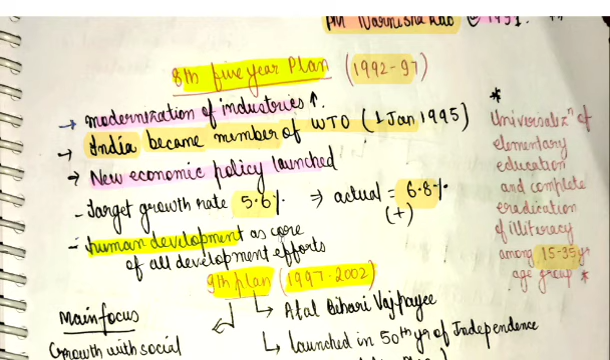 PM Narasimha Rao @ 1991.
8th five year Plan (1992-97)
→ modernization of industries ↑.
→ India became member of WTO (1 Jan 1995)
→ New economic policy launched
- Target growth rate 5.6% ⇒ actual = 6.8%
(+)
- human development as core
of all development efforts
*
Universalizⁿ of
elementary
education
and complete
eradication
of illiteracy
among 15-35 yr
age group *
9th plan (1997-2002)
↳ Atal Bihari Vajpayee
↳ launched in 50th yr of Independence
Main focus
Growth with social